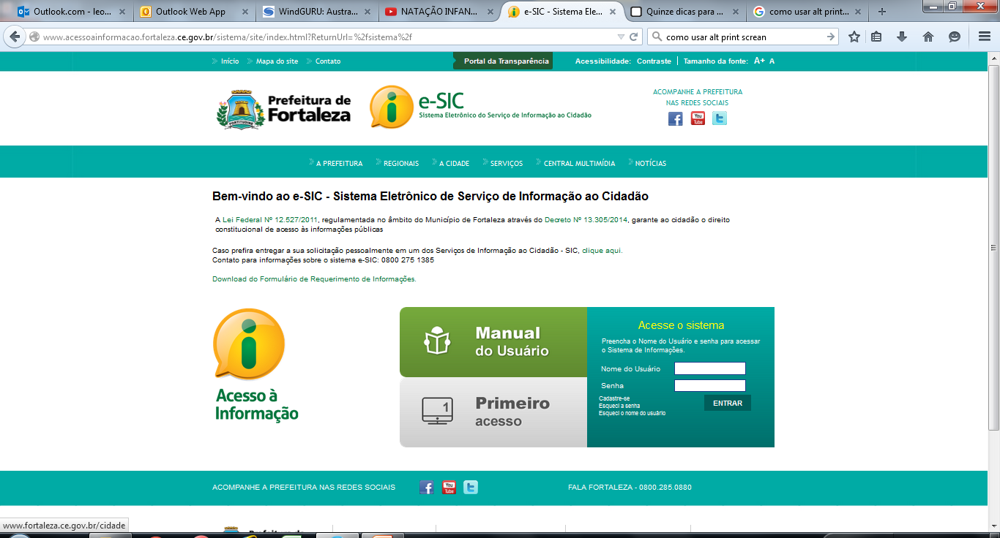 Outlook.com - leo...
Outlook Web App
WindGURU: Austra...
NATAÇÃO INFAN...
e-SIC - Sistema Ele...
Quinze dicas para ...
como usar alt print...
www.acessoainformacao.fortaleza.ce.gov.br/sistema/site/index.html?ReturnUrl=%2fsistema%2f
como usar alt print screan
Início Mapa do site Contato
Portal da Transparência
Acessibilidade: Contraste Tamanho da fonte: A+ A
FORTITUDINE
Prefeitura de
Fortaleza
e-SIC
Sistema Eletrônico do Serviço de Informação ao Cidadão
ACOMPANHE A PREFEITURA
NAS REDES SOCIAIS
You
Tube
A PREFEITURA REGIONAIS A CIDADE SERVIÇOS CENTRAL MULTIMÍDIA NOTÍCIAS
Bem-vindo ao e-SIC - Sistema Eletrônico de Serviço de Informação ao Cidadão
A Lei Federal Nº 12.527/2011, regulamentada no âmbito do Município de Fortaleza através do Decreto Nº 13.305/2014, garante ao cidadão o direito
constitucional de acesso às informações públicas
Caso prefira entregar a sua solicitação pessoalmente em um dos Serviços de Informação ao Cidadão - SIC, clique aqui.
Contato para informações sobre o sistema e-SIC: 0800 275 1385
Download do Formulário de Requerimento de Informações.
Acesso à
Informação
Manual
do Usuário
1
Primeiro
acesso
Acesse o sistema
Preencha o Nome do Usuário e senha para acessar
o Sistema de Informações.
Nome do Usuário
Senha
Cadastre-se
Esqueci a senha
Esqueci o nome do usuário
ENTRAR
ACOMPANHE A PREFEITURA NAS REDES SOCIAIS
You
Tube
FALA FORTALEZA - 0800.285.0880
www.fortaleza.ce.gov.br/cidade
Prefeitura de